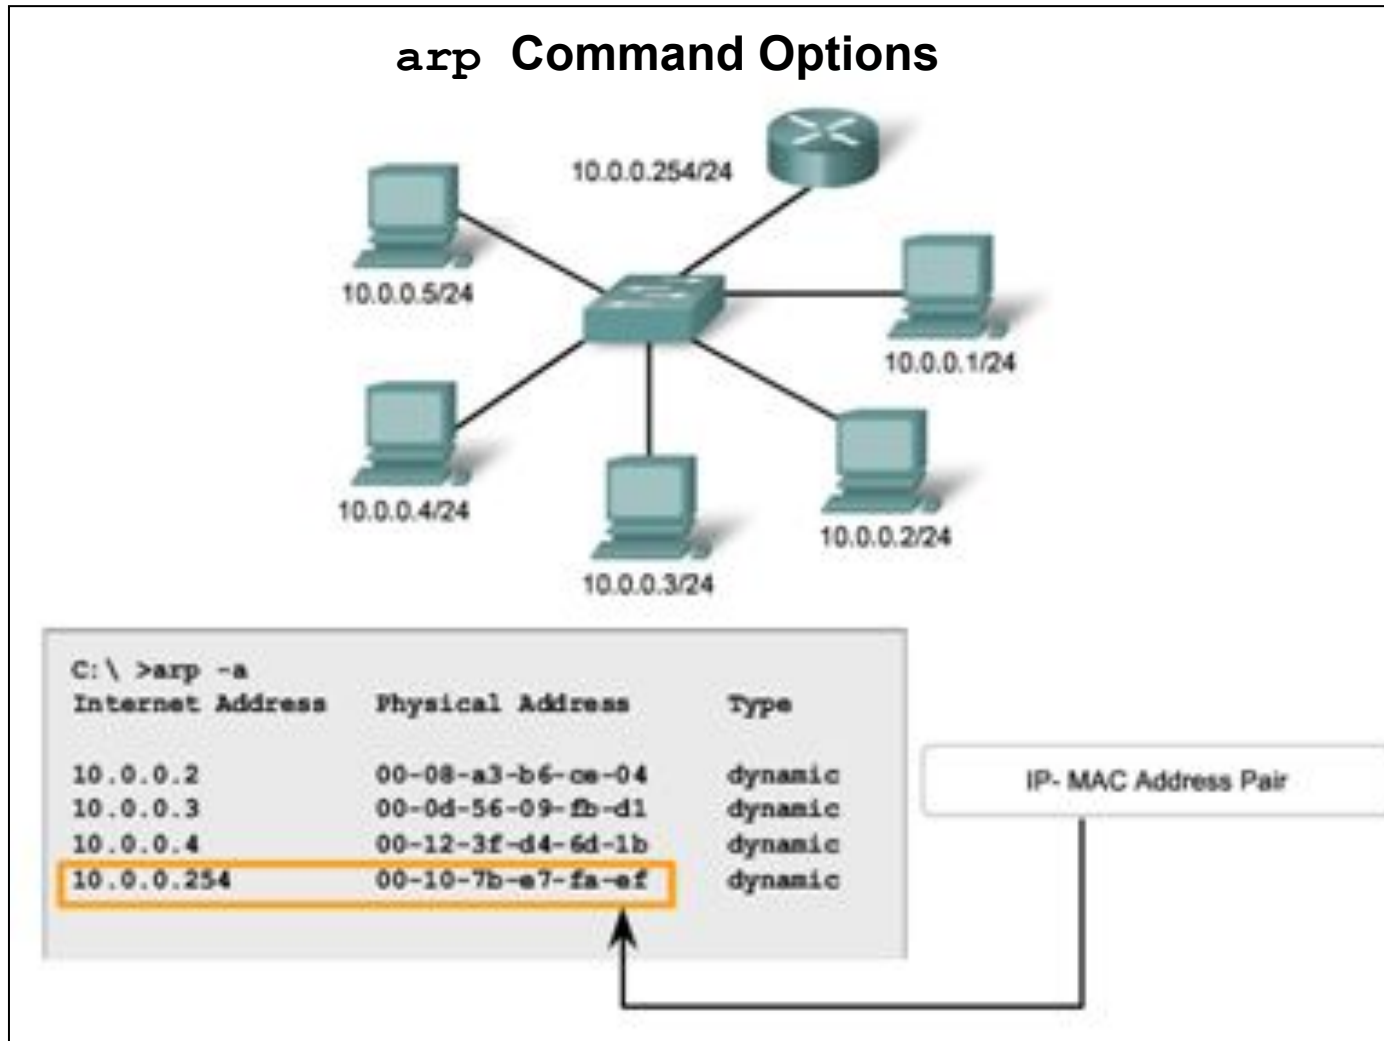 arp Command Options
10.0.0.254/24
10.0.0.5/24
10.0.0.1/24
10.0.0.4/24
10.0.0.2/24
10.0.0.3/24
C:\ >arp -a
Internet Address Physical Address Type
10.0.0.2 00-08-a3-b6-ce-04 dynamic
10.0.0.3 00-0d-56-09-fb-d1 dynamic
10.0.0.4 00-12-3f-d4-6d-1b dynamic
10.0.0.254 00-10-7b-e7-fa-ef dynamic
IP- MAC Address Pair